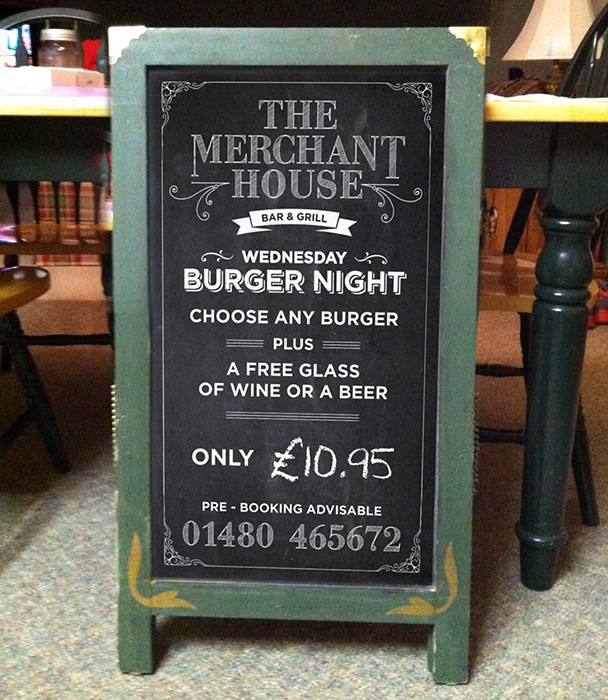 THE
MERCHANT
HOUSE
BAR & GRILL
WEDNESDAY
BURGER NIGHT
CHOOSE ANY BURGER
PLUS
A FREE GLASS
OF WINE OR A BEER
ONLY £10.95
PRE - BOOKING ADVISABLE
01480 465672